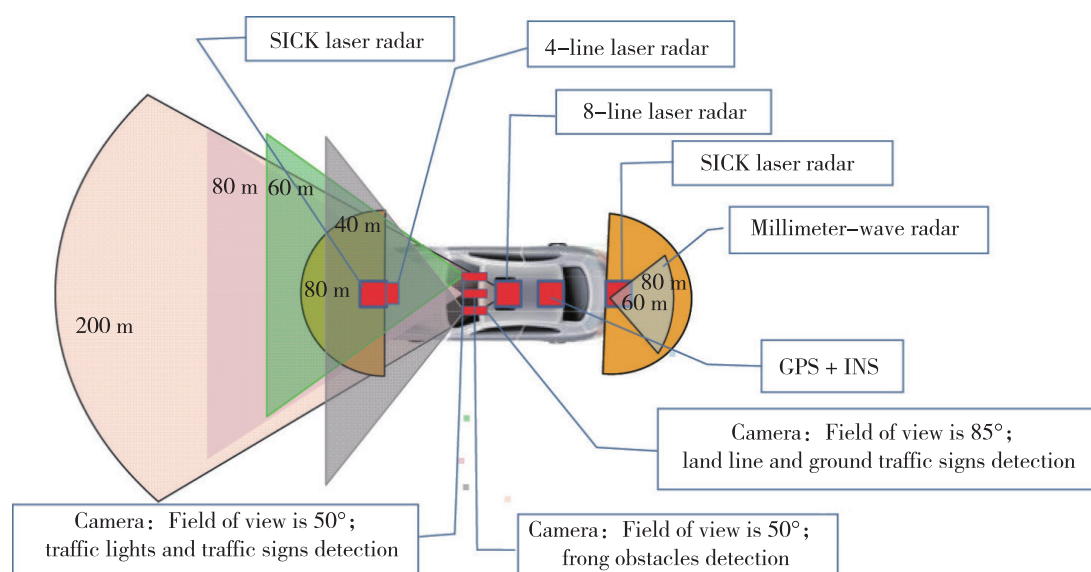 SICK laser radar
4-line laser radar
8-line laser radar
SICK laser radar
Millimeter-wave radar
80 m
60 m
40 m
80 m
200 m
80 m
60 m
GPS + INS
Camera: Field of view is 85°;
land line and ground traffic signs detection
Camera: Field of view is 50°;
traffic lights and traffic signs detection
Camera: Field of view is 50°;
frong obstacles detection